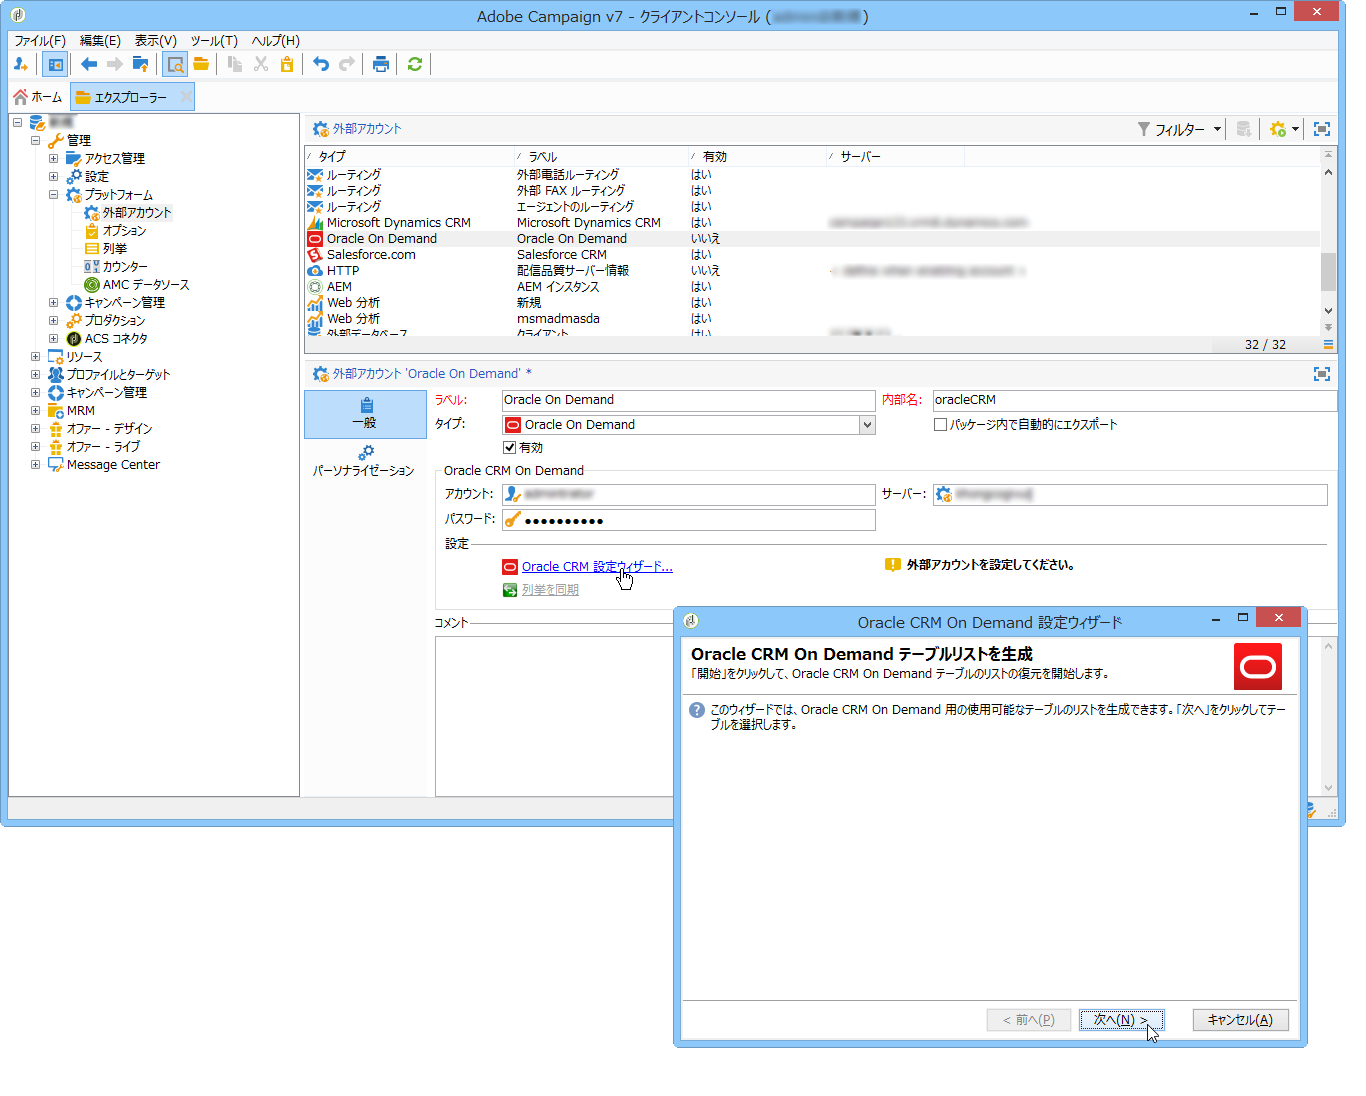 Adobe Campaign v7 - クライアントコンソール ( )
ファイル(F) 編集(E) 表示(V) ツール(T) ヘルプ(H)
ホーム エクスプローラー
管理
アクセス管理
設定
プラットフォーム
外部アカウント
オプション
列挙
カウンター
AMC データソース
キャンペーン管理
プロダクション
ACS コネクタ
リソース
プロファイルとターゲット
キャンペーン管理
MRM
オファー - デザイン
オファー - ライブ
Message Center
外部アカウント フィルター
タイプ ラベル 有効 サーバー
ルーティング 外部電話ルーティング はい
ルーティング 外部 FAX ルーティング はい
ルーティング エージェントのルーティング はい
Microsoft Dynamics CRM Microsoft Dynamics CRM はい
Oracle On Demand Oracle On Demand いいえ
Salesforce.com Salesforce CRM はい
HTTP 配信品質サーバー情報 いいえ
AEM AEM インスタンス はい
Web 分析 新規 はい
Web 分析 msmadmasda はい
外部データベース クライアント はい
32 / 32
外部アカウント 'Oracle On Demand' *
一般
パーソナライゼーション
ラベル: Oracle On Demand 内部名: oracleCRM
タイプ: Oracle On Demand パッケージ内で自動的にエクスポート
有効
Oracle CRM On Demand
アカウント: サーバー:
パスワード: ●●●●●●●●●●
設定
Oracle CRM 設定ウィザード... 外部アカウントを設定してください。
列挙を同期
コメント
Oracle CRM On Demand 設定ウィザード
Oracle CRM On Demand テーブルリストを生成
「開始」をクリックして、Oracle CRM On Demand テーブルのリストの復元を開始します。
このウィザードでは、Oracle CRM On Demand 用の使用可能なテーブルのリストを生成できます。「次へ」をクリックしてテー
ブルを選択します。
< 前へ(P) 次へ(N) > キャンセル(A)